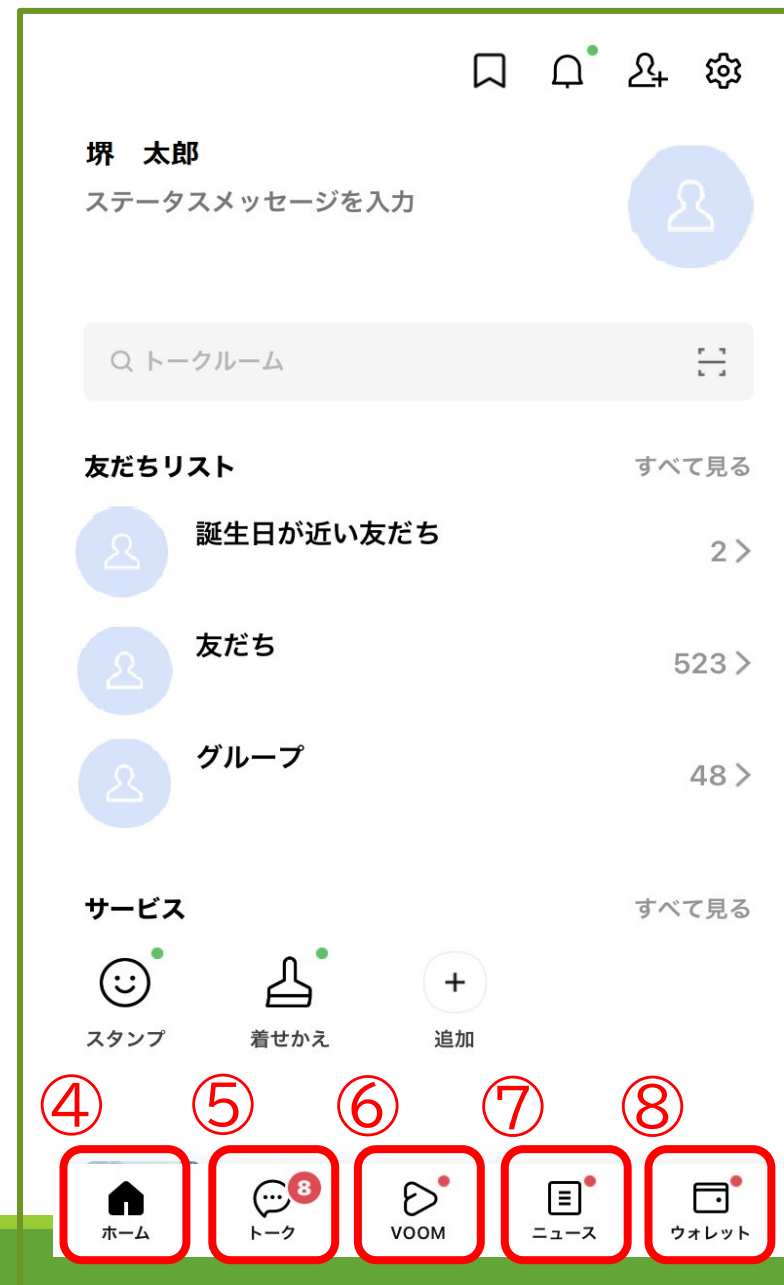 堺　太郎
ステータスメッセージを入力
トークルーム
友だちリスト すべて見る
誕生日が近い友だち 2
友だち 523
グループ 48
サービス すべて見る
スタンプ 着せかえ 追加
④ ⑤ ⑥ ⑦ ⑧
8
ホーム トーク VOOM ニュース ウォレット